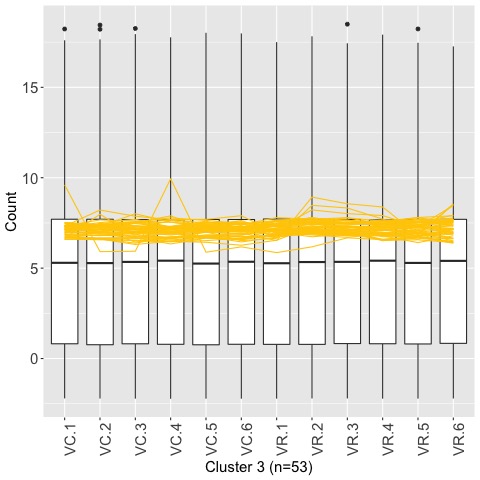 15
10
5
0
Count
VC.1
VC.2
VC.3
VC.4
VC.5
VC.6
VR.1
VR.2
VR.3
VR.4
VR.5
VR.6
Cluster 3 (n=53)